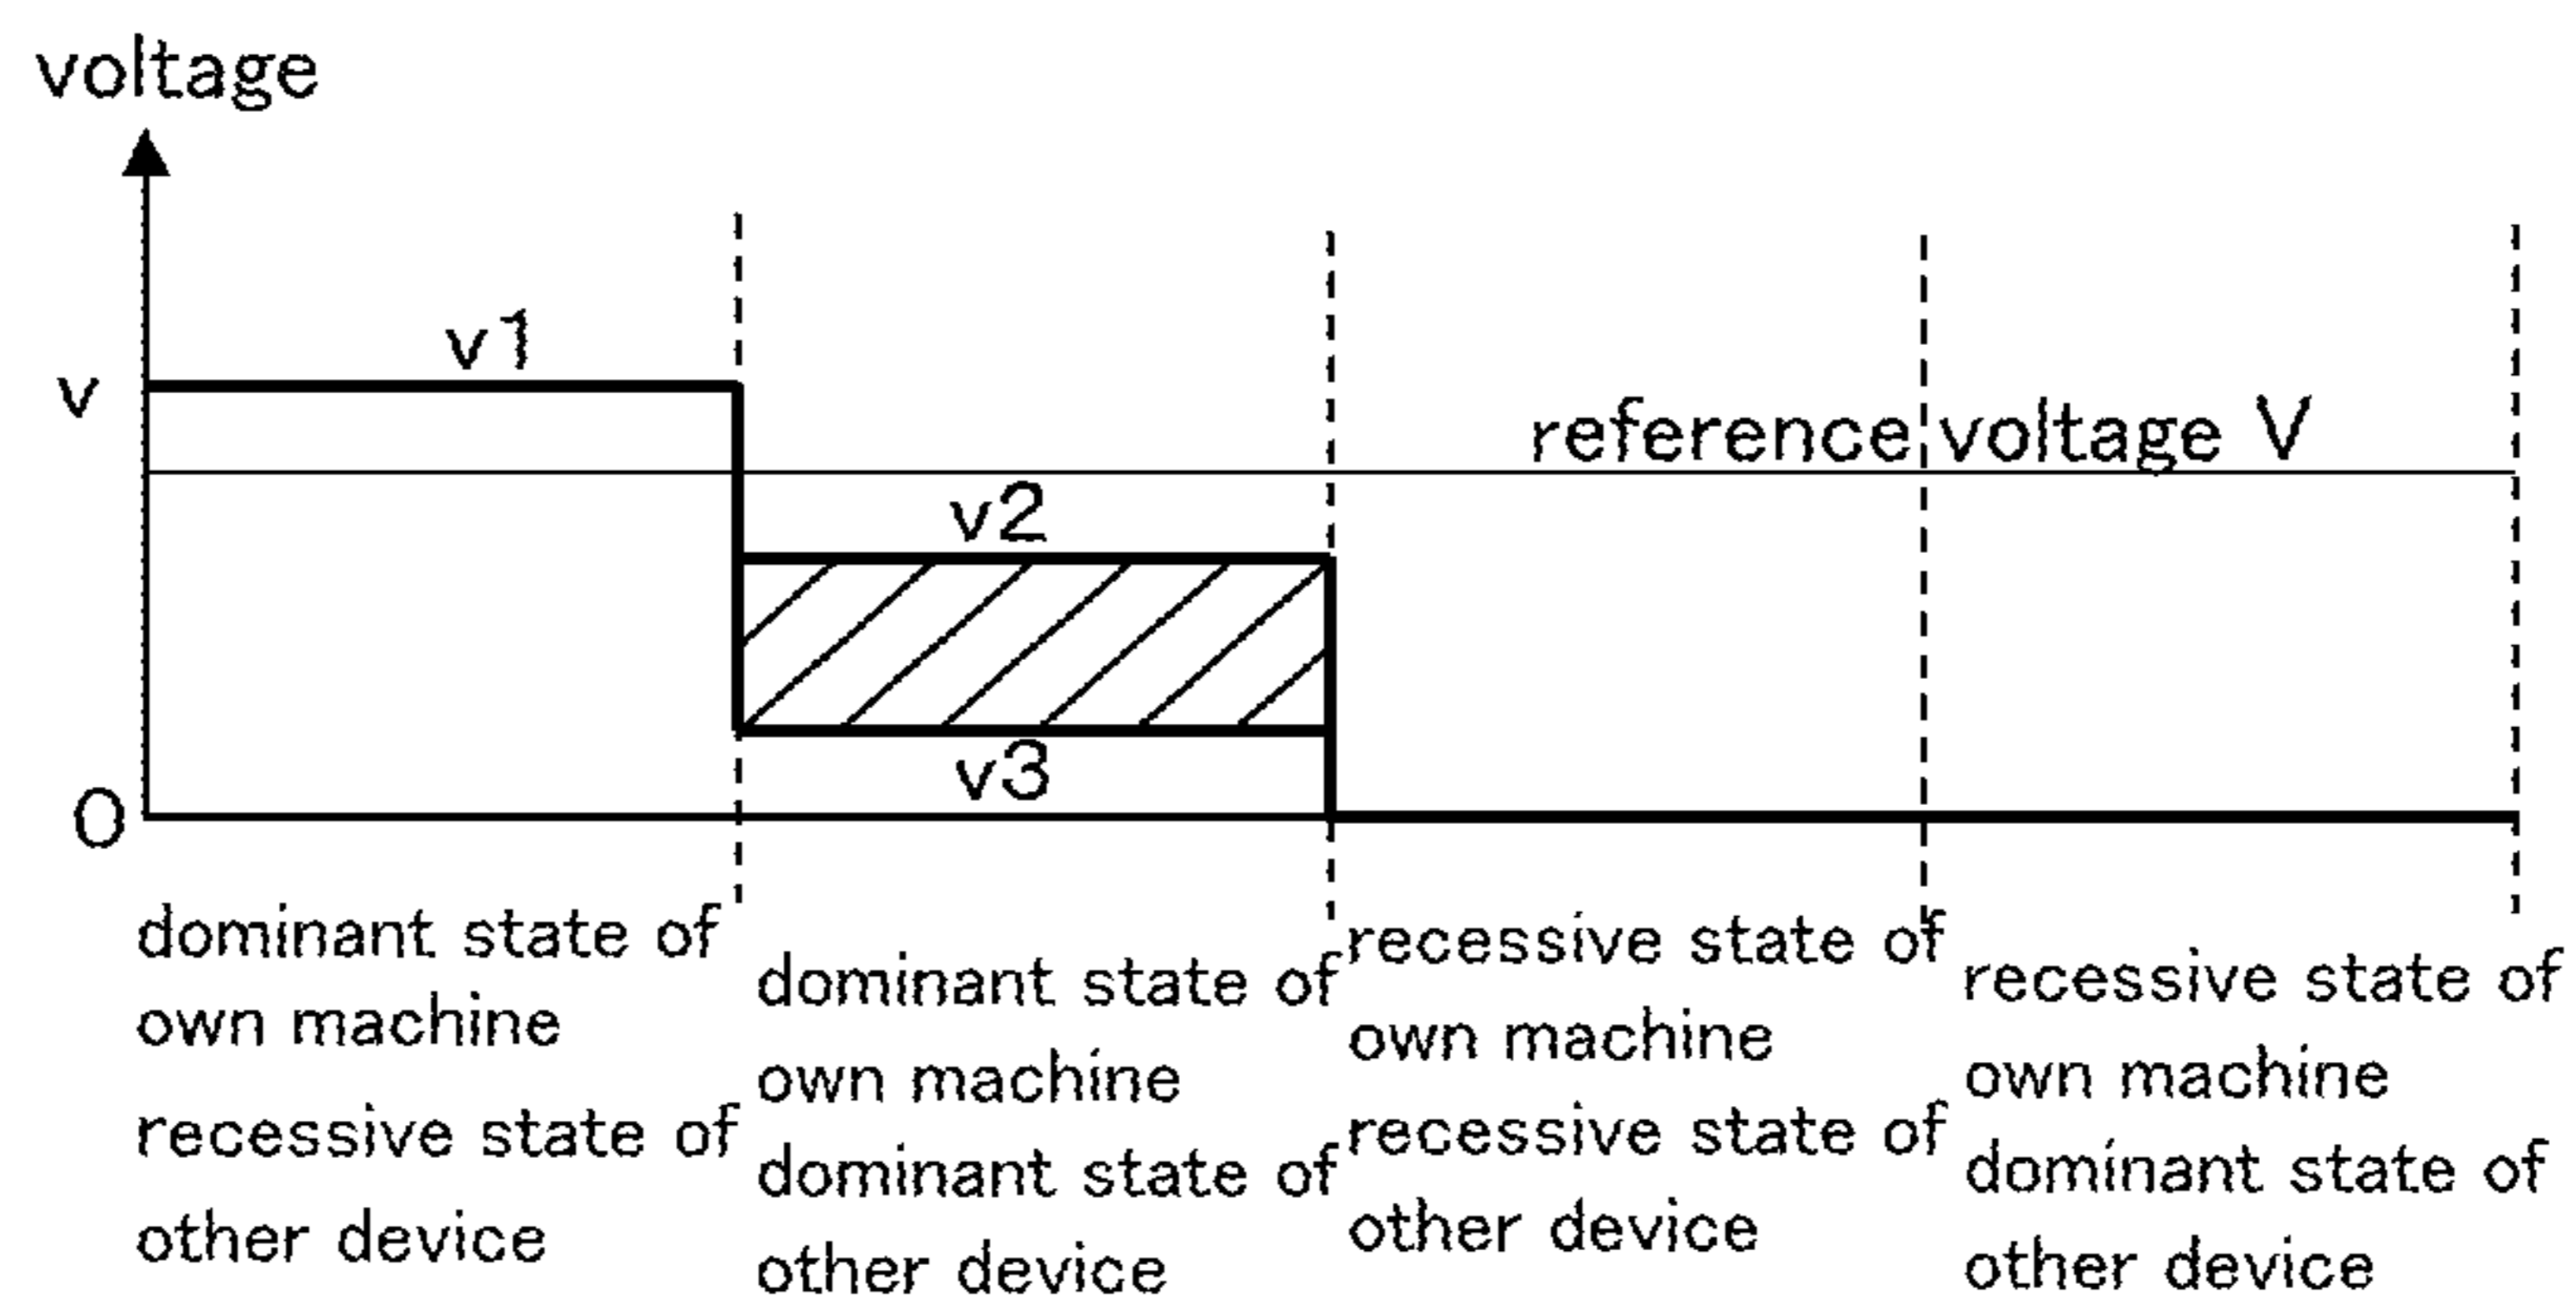 voltage
v1
v
reference voltage V
v2
v3
0
dominant state of
own machine
recessive state of
other device
dominant state of
own machine
dominant state of
other device
recessive state of
own machine
recessive state of
other device
recessive state of
own machine
dominant state of
other device